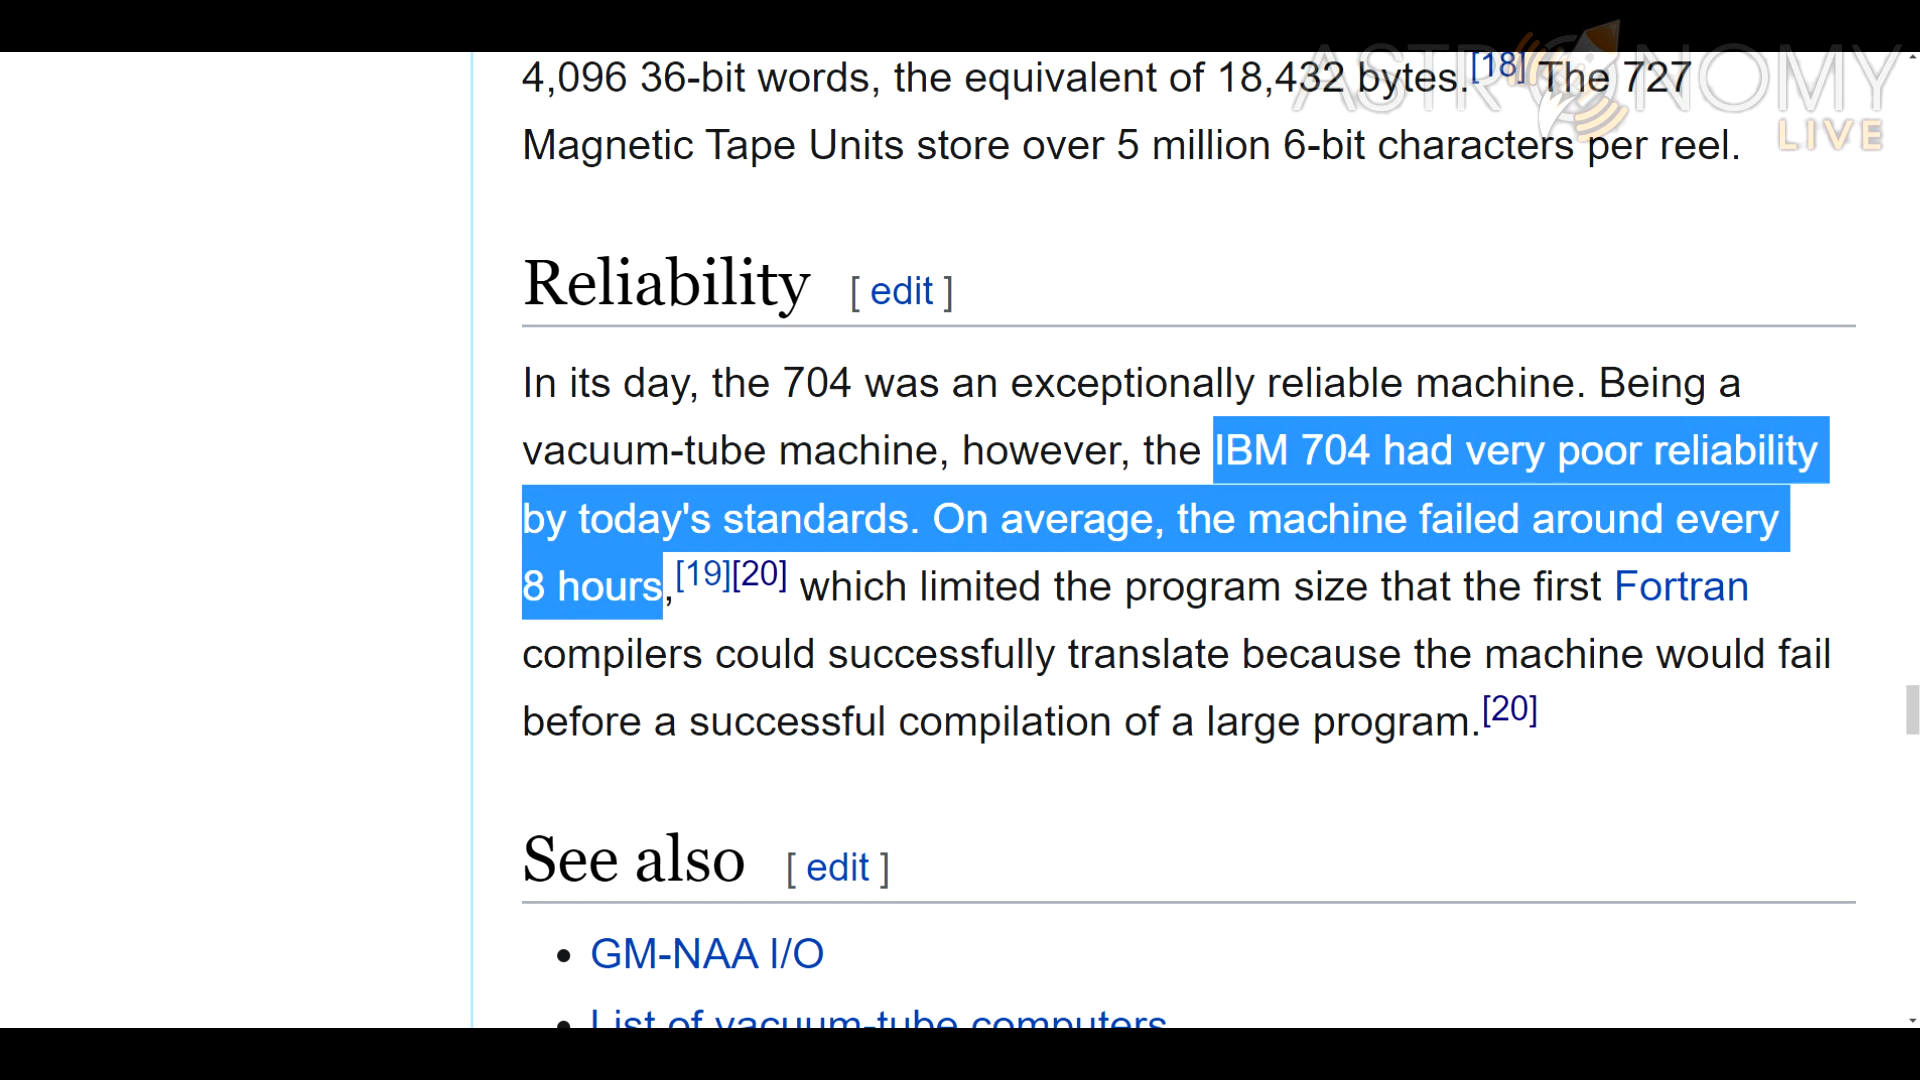 ASTRONOMY
LIVE
4,096 36-bit words, the equivalent of 18,432 bytes.[18] The 727
Magnetic Tape Units store over 5 million 6-bit characters per reel.
Reliability [ edit ]
In its day, the 704 was an exceptionally reliable machine. Being a
vacuum-tube machine, however, the IBM 704 had very poor reliability
by today's standards. On average, the machine failed around every
8 hours,[19][20] which limited the program size that the first Fortran
compilers could successfully translate because the machine would fail
before a successful compilation of a large program.[20]
See also [ edit ]
• GM-NAA I/O
• List of vacuum-tube computers